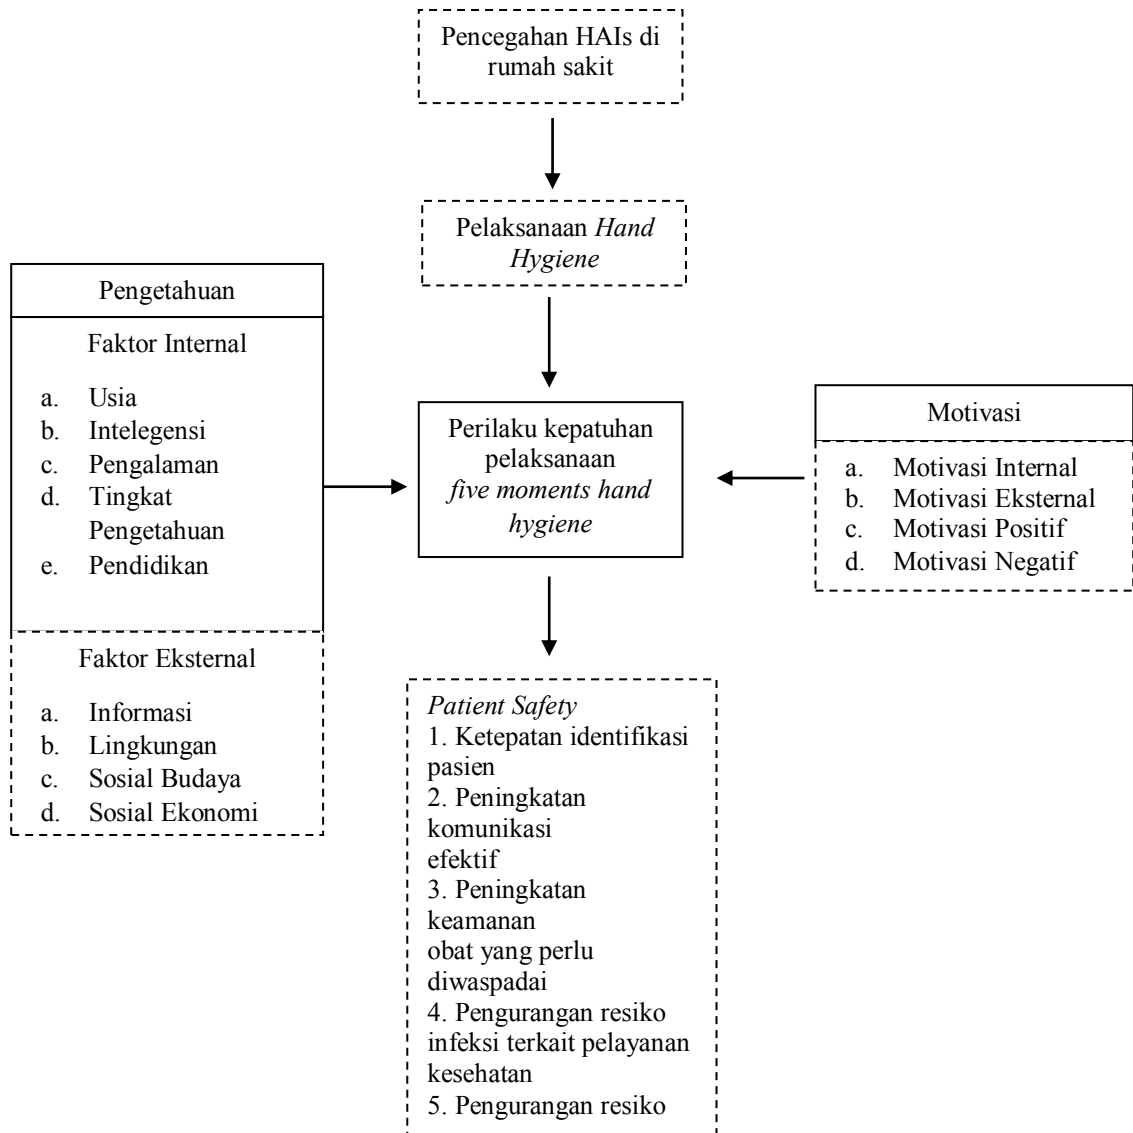 Pencegahan HAIs di
rumah sakit
Pelaksanaan Hand
Hygiene
Pengetahuan
Faktor Internal
a. Usia
b. Intelegensi
c. Pengalaman
d. Tingkat
Pengetahuan
e. Pendidikan
Faktor Eksternal
a. Informasi
b. Lingkungan
c. Sosial Budaya
d. Sosial Ekonomi
Perilaku kepatuhan
pelaksanaan
five moments hand
hygiene
Motivasi
a. Motivasi Internal
b. Motivasi Eksternal
c. Motivasi Positif
d. Motivasi Negatif
Patient Safety
1. Ketepatan identifikasi
pasien
2. Peningkatan
komunikasi
efektif
3. Peningkatan
keamanan
obat yang perlu
diwaspadai
4. Pengurangan resiko
infeksi terkait pelayanan
kesehatan
5. Pengurangan resiko